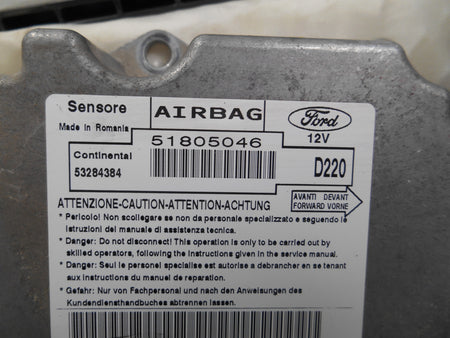 Sensore AIRBAG Ford
Made in Romania 51805046 12V
Continental
53284384 D220
ATTENZIONE-CAUTION-ATTENTION-ACHTUNG
AVANTI DEVANT
FORWARD VORNE
* Pericolo! Non scollegare se non da personale specializzato e seguendo le
istruzioni del manuale di assistenza tecnica.
* Danger: Do not disconnect! This operation is only to be carried out by
skilled operators, following the instructions given in the service manual.
* Danger: Seul le personel specialise est autorise a debrancher en se tenant
aux instructions du manuel de reparation.
* Gefahr: Nur von Fachpersonal und nach den Anweisungen des
Kundendiensthandbuches abtrennen lassen.